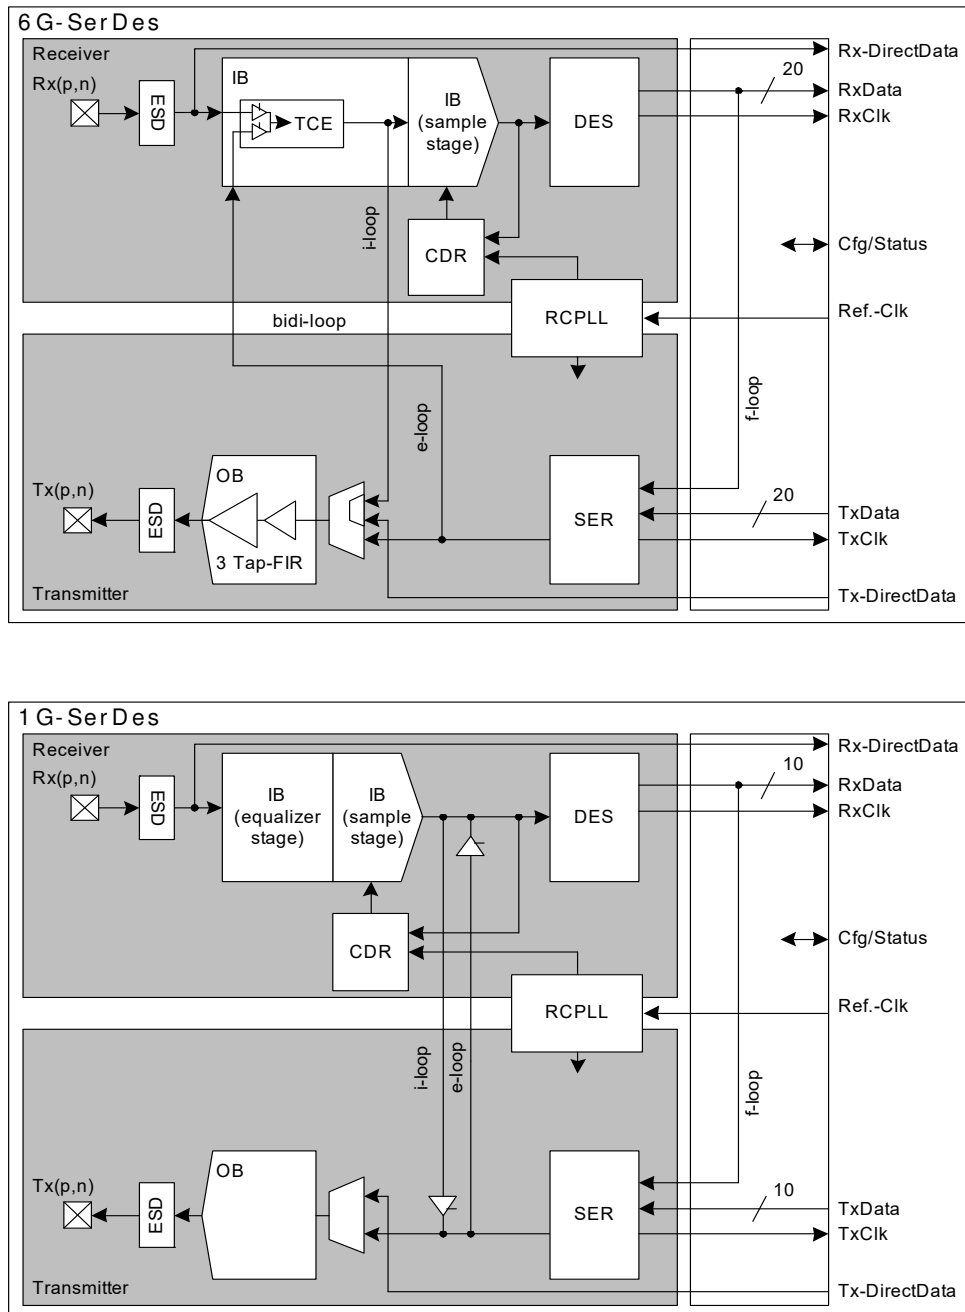 6G-SerDes
Receiver
Rx-DirectData
Rx(p,n)
ESD
IB
TCE
IB
(sample
stage)
DES
20
RxData
RxClk
i-loop
CDR
Cfg/Status
RCPLL
Ref.-Clk
bidi-loop
e-loop
f-loop
Tx(p,n)
ESD
OB
3 Tap-FIR
SER
20
TxData
TxClk
Transmitter
Tx-DirectData
1G-SerDes
Receiver
Rx-DirectData
Rx(p,n)
ESD
IB
(equalizer
stage)
IB
(sample
stage)
DES
10
RxData
RxClk
CDR
Cfg/Status
RCPLL
Ref.-Clk
i-loop
e-loop
f-loop
Tx(p,n)
ESD
OB
SER
10
TxData
TxClk
Transmitter
Tx-DirectData